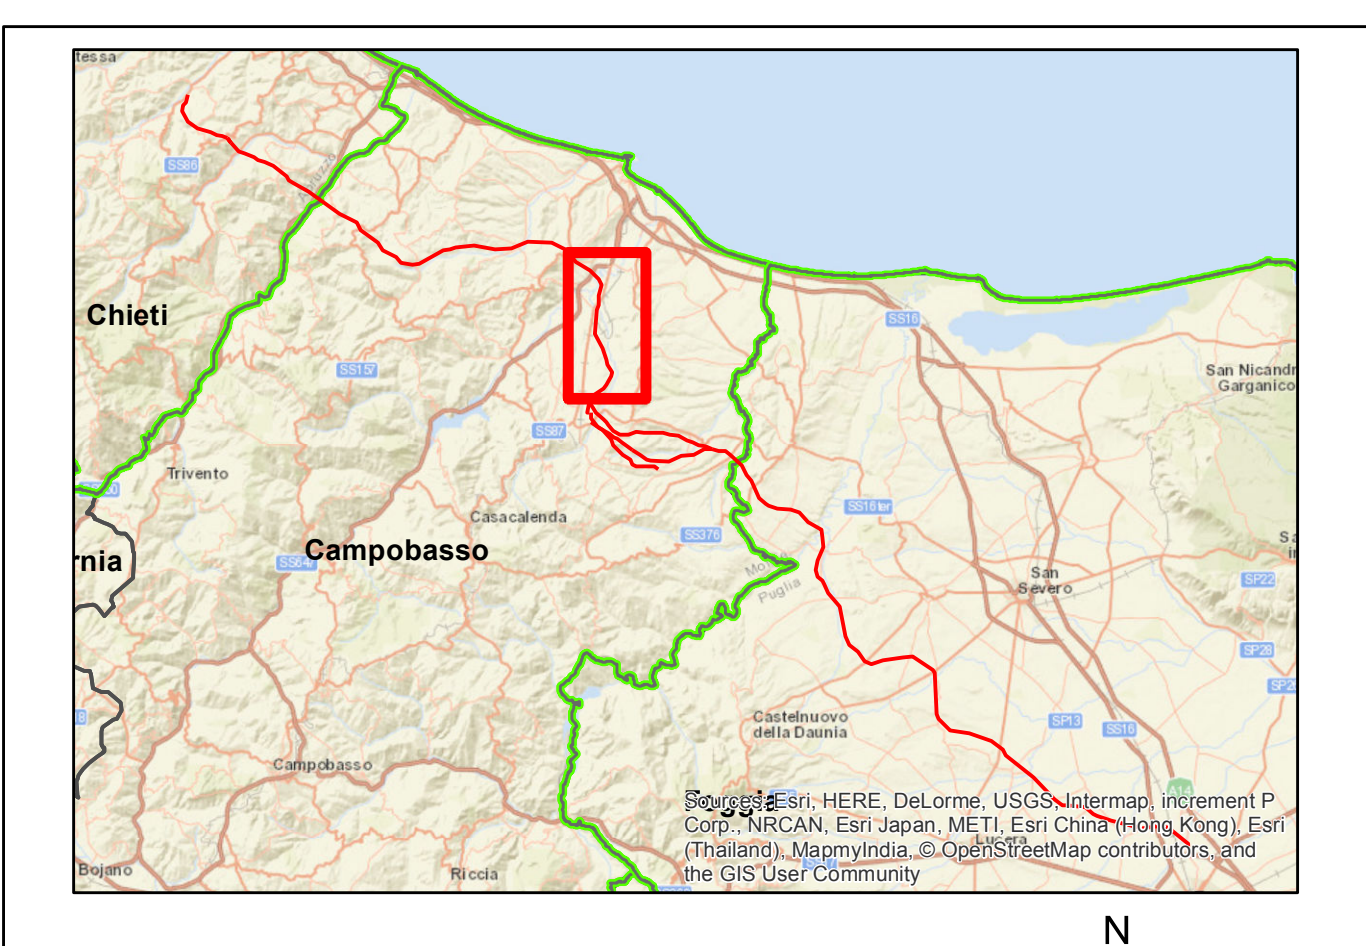 tessa
Abruzzo
SS86
Chieti
SS16
San Nicandr
Garganico
SS157
SS87
Trivento
Casacalenda
SS16ter
SS376
Campobasso
SS647
rnia
Puglia
San
Severo
SP22
SP28
Castelnuovo
della Daunia
SP13
SS16
Campobasso
A14
Foggia
Sources: Esri, HERE, DeLorme, USGS, Intermap, increment P
Corp., NRCAN, Esri Japan, METI, Esri China (Hong Kong), Esri
(Thailand), MapmyIndia, © OpenStreetMap contributors, and
Lucera
the GIS User Community
Bojano
Riccia
N